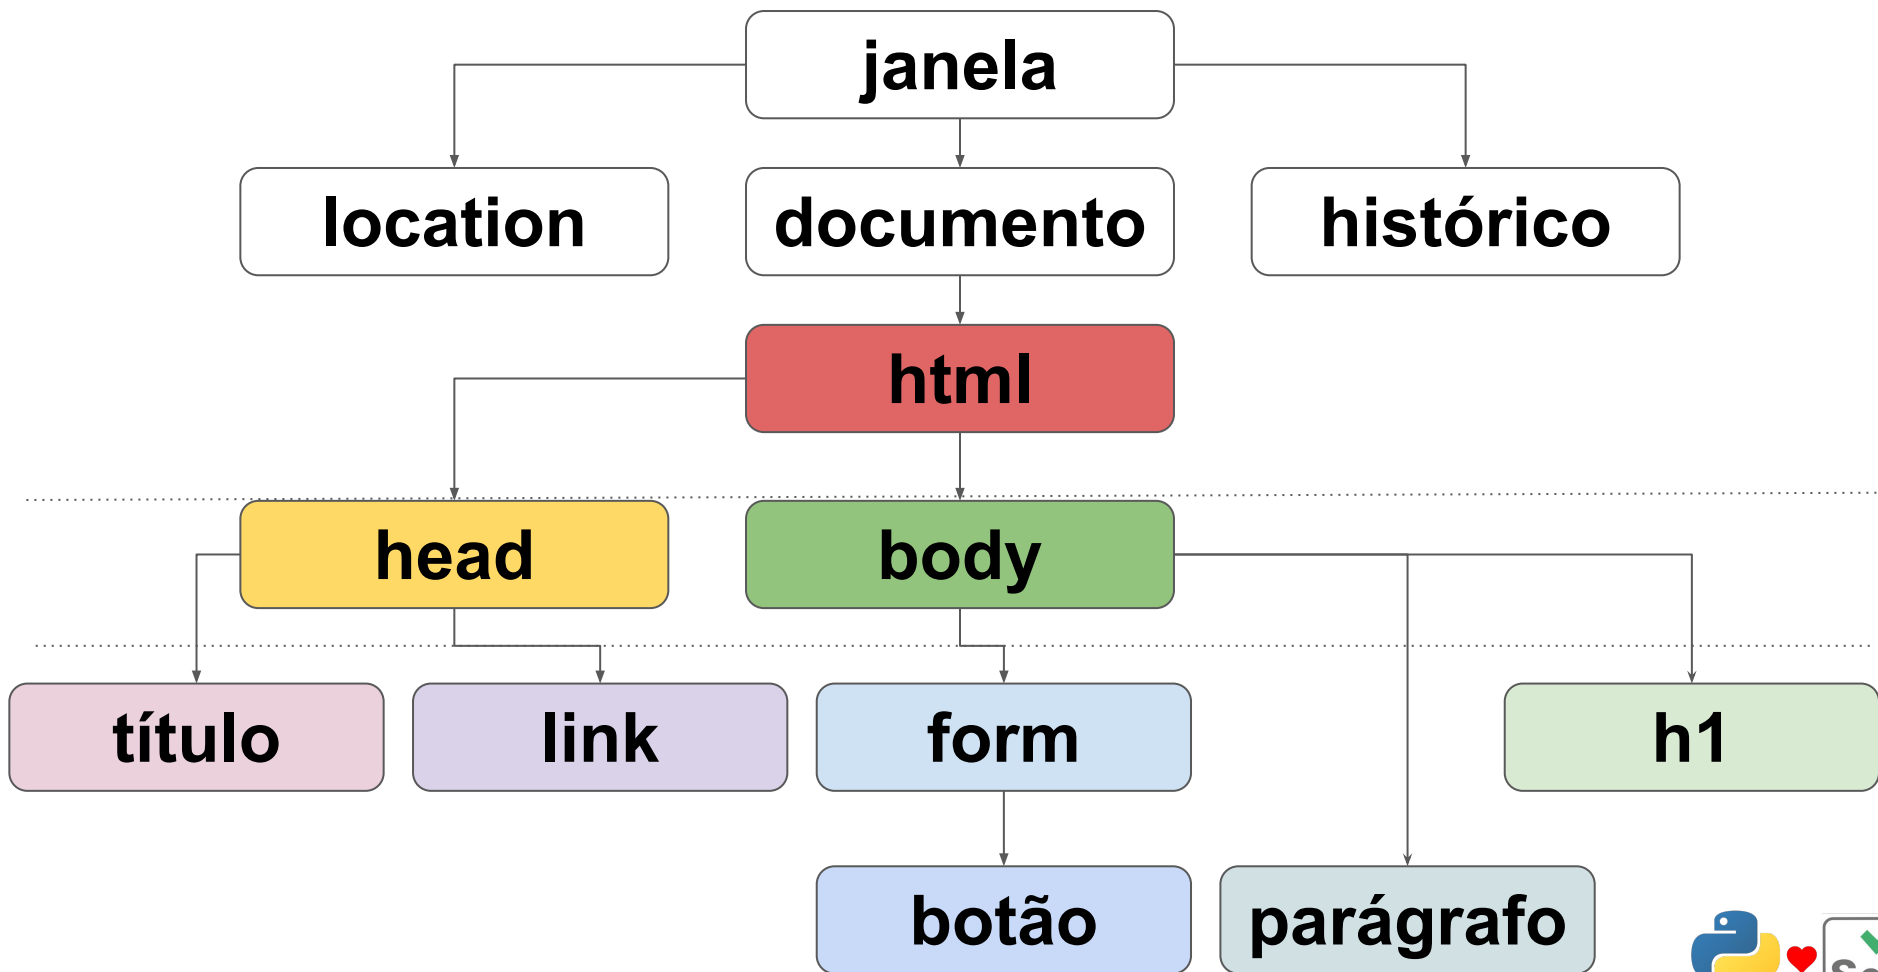 janela
location
documento
histórico
html
head
body
título
link
form
h1
botão
parágrafo